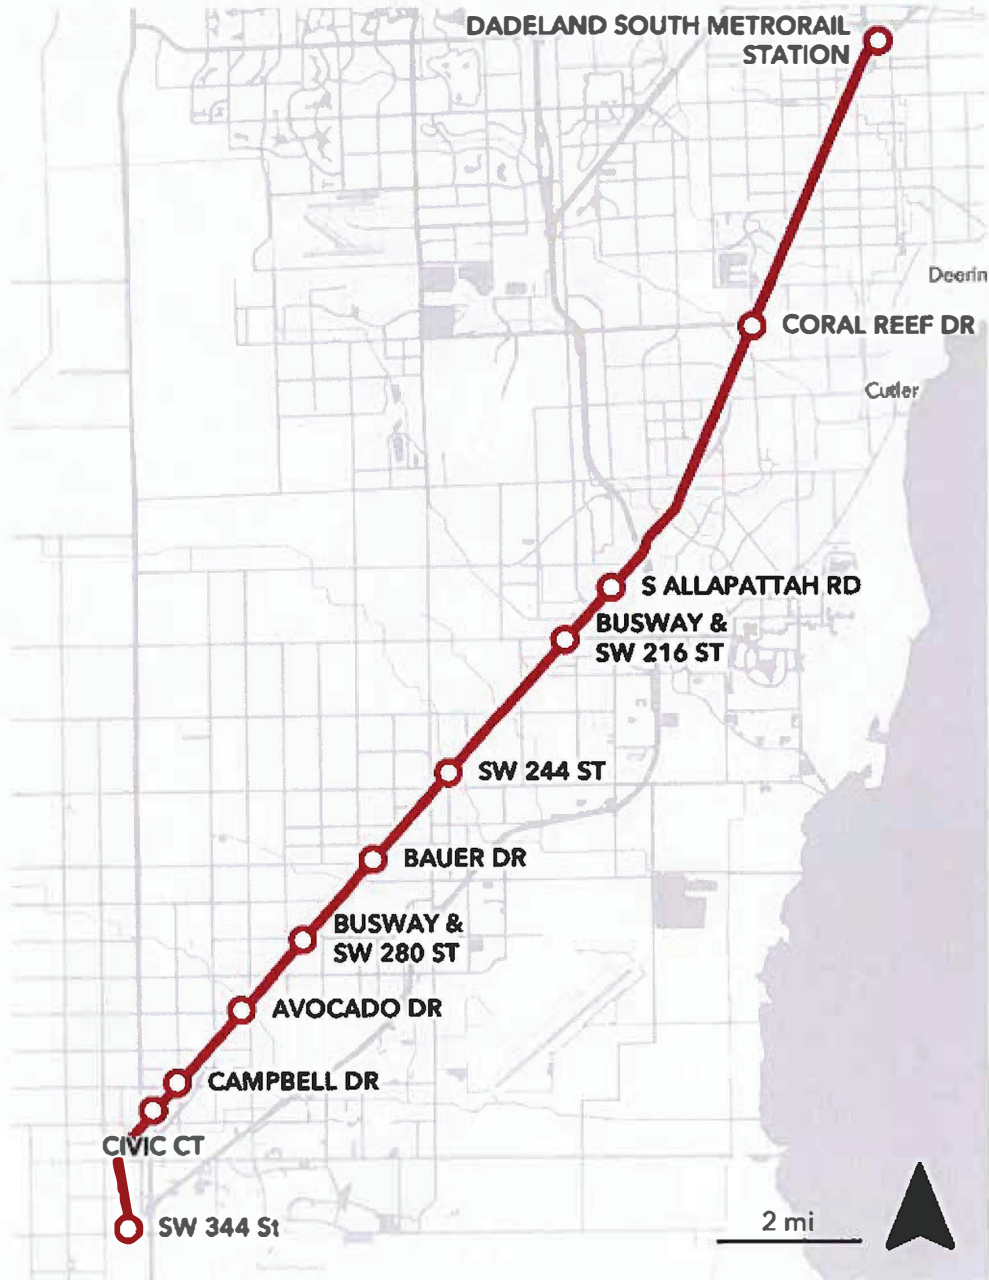 DADELAND SOUTH METRORAIL
STATION
Deerin
CORAL REEF DR
Cutler
S ALLAPATTAH RD
BUSWAY &
SW 216 ST
SW 244 ST
BAUER DR
BUSWAY &
SW 280 ST
AVOCADO DR
CAMPBELL DR
CIVIC CT
SW 344 St
2 mi